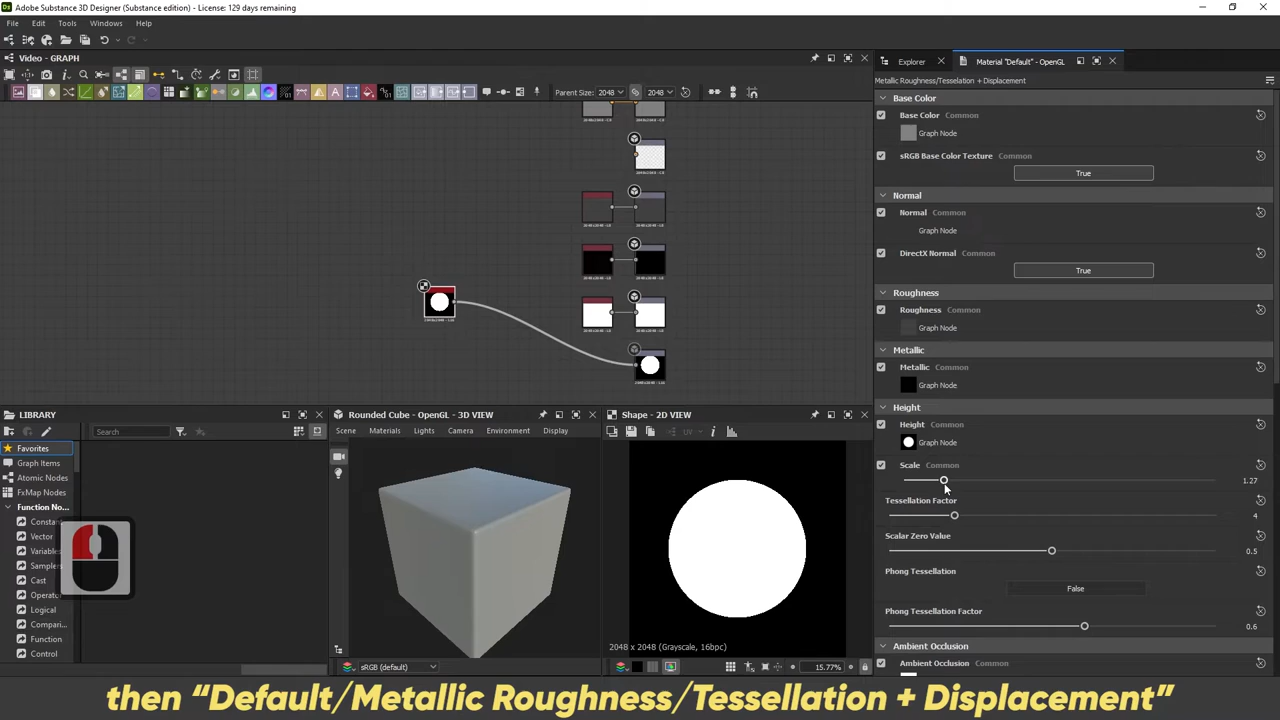 Adobe Substance 3D Designer (Substance edition) - License: 129 days remaining
File Edit Tools Windows Help
Video - GRAPH
Parent Size: 2048 2048
Explorer
Material "Default" - OpenGL
Metallic Roughness/Tesselation + Displacement
Base Color
Base Color Common
Graph Node
sRGB Base Color Texture Common
True
Normal
Normal Common
Graph Node
DirectX Normal Common
True
Roughness
Roughness Common
Graph Node
Metallic
Metallic Common
Graph Node
Height
Height Common
Graph Node
Scale Common
1.27
Tessellation Factor
4
Scalar Zero Value
0.5
Phong Tessellation
False
Phong Tessellation Factor
0.6
Ambient Occlusion
Ambient Occlusion Common
LIBRARY
Search
Favorites
Graph Items
Atomic Nodes
FxMap Nodes
Function No...
Constan
Vector
Variable
Samplers
Cast
Operato
Logical
Compari...
Function
Control
Rounded Cube - OpenGL - 3D VIEW
Scene Materials Lights Environment Display
sRGB (default)
Shape - 2D VIEW
UV
2048 x 2048 (Grayscale, 16bpc)
15.77%
then “Default/Metallic Roughness/Tessellation + Displacement”